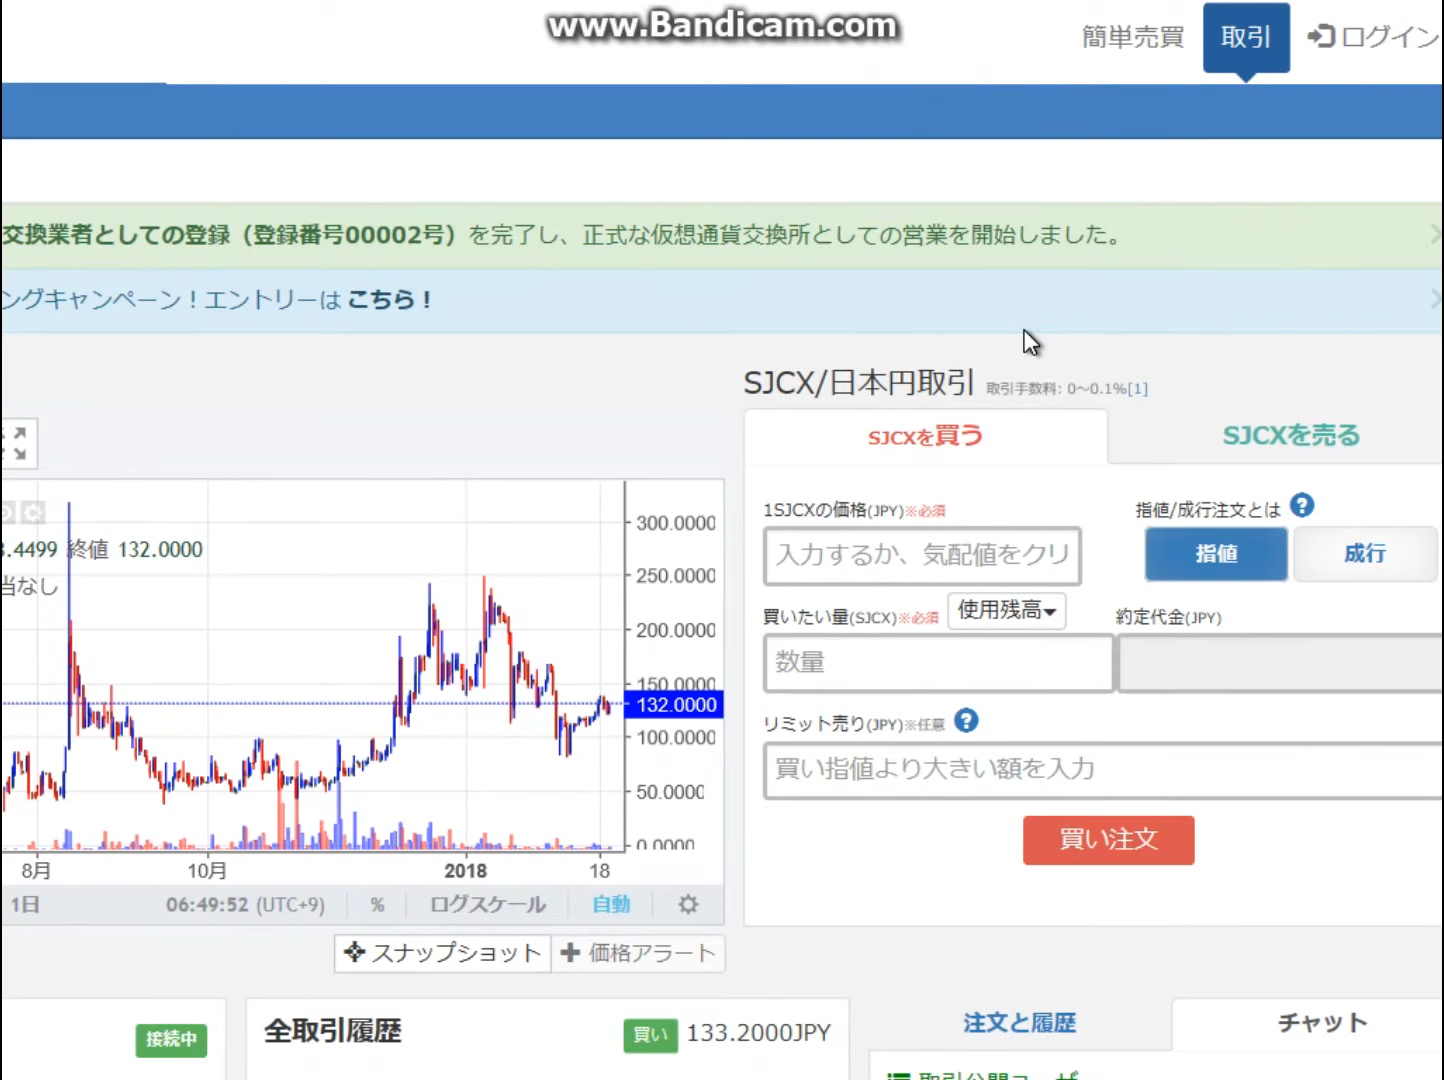 www.Bandicam.com
簡単売買
取引
ログイン
交換業者としての登録（登録番号00002号）を完了し、正式な仮想通貨交換所としての営業を開始しました。
ングキャンペーン！エントリーは こちら！
SJCX/日本円取引 取引手数料: 0〜0.1%[1]
SJCXを買う
SJCXを売る
1SJCXの価格(JPY)※必須
指値/成行注文とは ?
入力するか、気配値をクリ
指値
成行
買いたい量(SJCX)※必須
使用残高
約定代金(JPY)
数量
リミット売り(JPY)※任意 ?
買い指値より大きい額を入力
買い注文
.4499 終値 132.0000
当なし
300.0000
250.0000
200.0000
150.0000
132.0000
100.0000
50.0000
0.0000
8月
10月
2018
18
1日
06:49:52 (UTC+9)
%
ログスケール
自動
スナップショット
価格アラート
接続中
全取引履歴
買い
133.2000JPY
注文と履歴
チャット